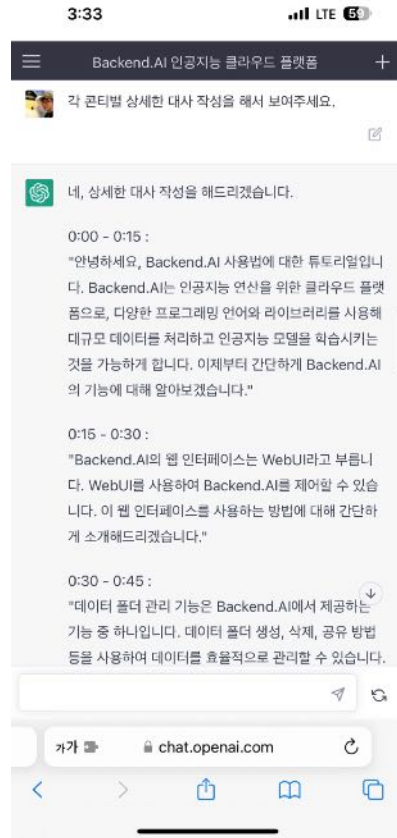 3:33
LTE 59
Backend.AI 인공지능 클라우드 플랫폼
각 콘티별 상세한 대사 작성을 해서 보여주세요.
네, 상세한 대사 작성을 해드리겠습니다.
0:00 - 0:15 :
"안녕하세요, Backend.AI 사용법에 대한 튜토리얼입니
다. Backend.AI는 인공지능 연산을 위한 클라우드 플랫
폼으로, 다양한 프로그래밍 언어와 라이브러리를 사용해
대규모 데이터를 처리하고 인공지능 모델을 학습시키는
것을 가능하게 합니다. 이제부터 간단하게 Backend.AI
의 기능에 대해 알아보겠습니다."
0:15 - 0:30 :
"Backend.AI의 웹 인터페이스는 WebUI라고 부릅니
다. WebUI를 사용하여 Backend.AI를 제어할 수 있습
니다. 이 웹 인터페이스를 사용하는 방법에 대해 간단하
게 소개해드리겠습니다."
0:30 - 0:45 :
"데이터 폴더 관리 기능은 Backend.AI에서 제공하는
기능 중 하나입니다. 데이터 폴더 생성, 삭제, 공유 방법
등을 사용하여 데이터를 효율적으로 관리할 수 있습니다.
가가 chat.openai.com